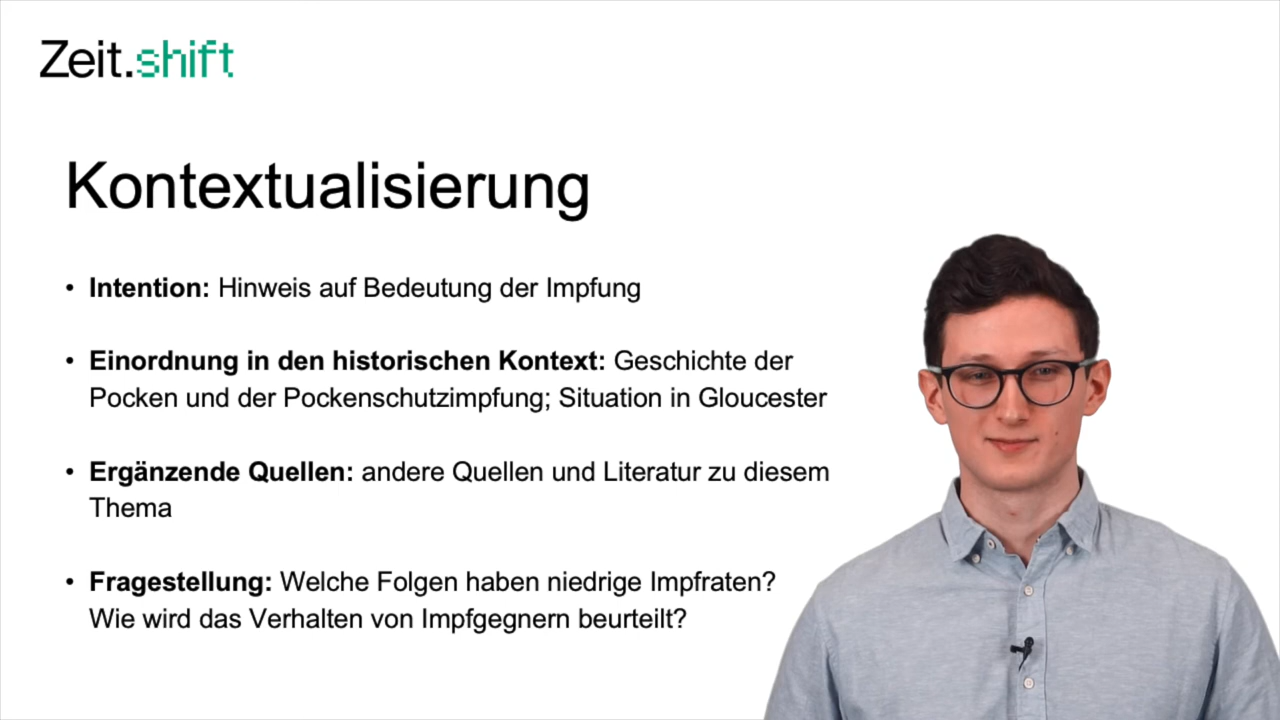 Zeit.shift
Kontextualisierung
• Intention: Hinweis auf Bedeutung der Impfung
• Einordnung in den historischen Kontext: Geschichte der
Pocken und der Pockenschutzimpfung; Situation in Gloucester
• Ergänzende Quellen: andere Quellen und Literatur zu diesem
Thema
• Fragestellung: Welche Folgen haben niedrige Impfraten?
Wie wird das Verhalten von Impfgegnern beurteilt?